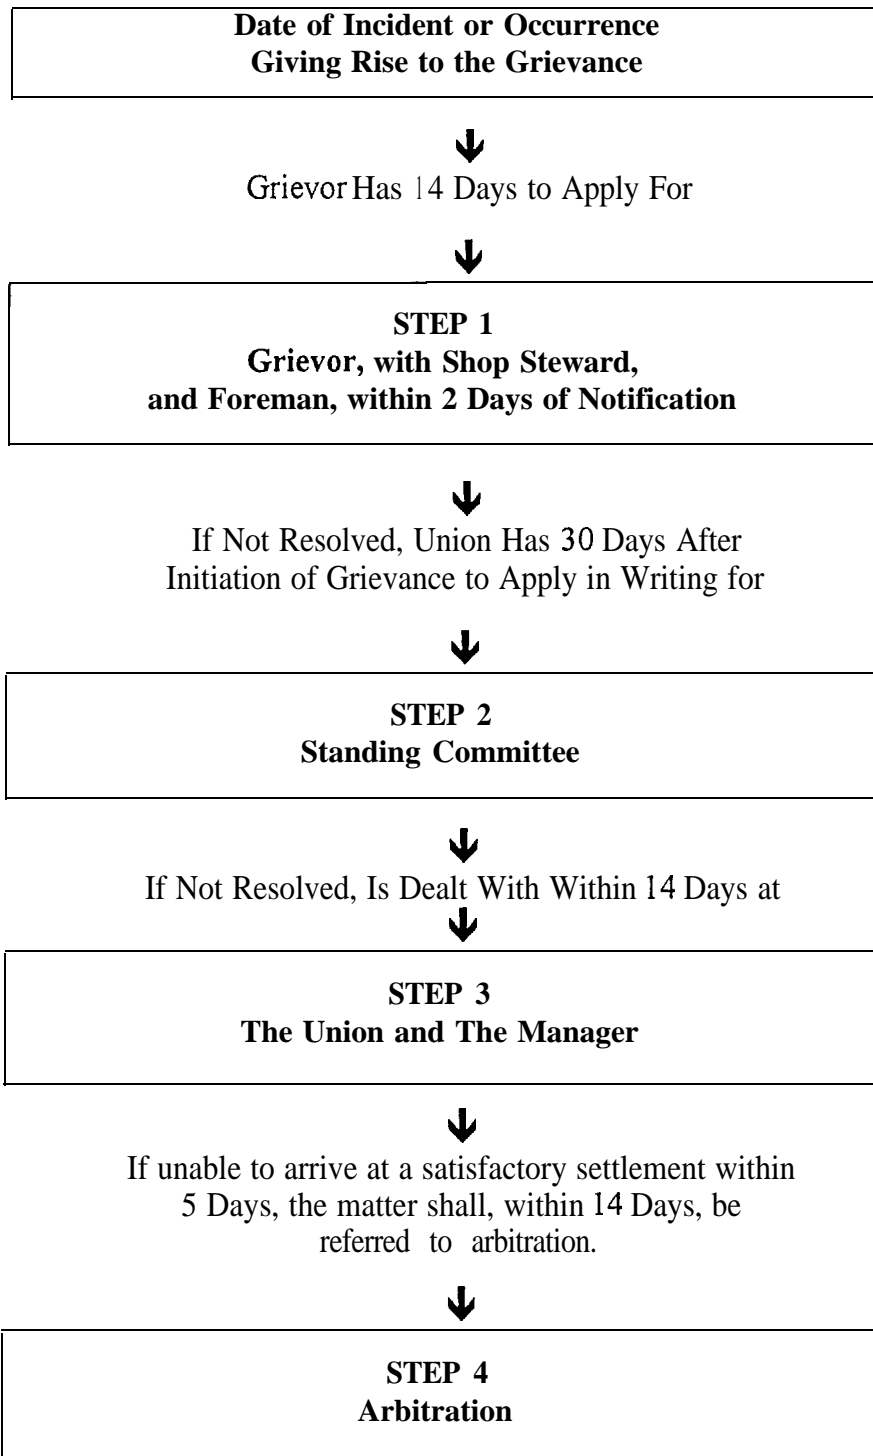 Date of Incident or Occurrence
Giving Rise to the Grievance
Grievor Has 14 Days to Apply For
STEP 1
Grievor, with Shop Steward,
and Foreman, within 2 Days of Notification
If Not Resolved, Union Has 30 Days After
Initiation of Grievance to Apply in Writing for
STEP 2
Standing Committee
If Not Resolved, Is Dealt With Within 14 Days at
STEP 3
The Union and The Manager
If unable to arrive at a satisfactory settlement within
5 Days, the matter shall, within 14 Days, be
referred to arbitration.
STEP 4
Arbitration